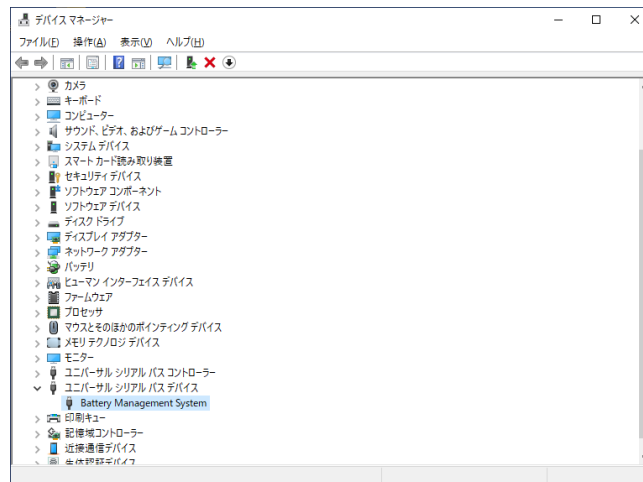 デバイス マネージャー
ファイル(F) 操作(A) 表示(V) ヘルプ(H)
カメラ
キーボード
コンピューター
サウンド、ビデオ、およびゲーム コントローラー
システム デバイス
スマート カード読み取り装置
セキュリティ デバイス
ソフトウェア コンポーネント
ソフトウェア デバイス
ディスク ドライブ
ディスプレイ アダプター
ネットワーク アダプター
バッテリ
ヒューマン インターフェイス デバイス
ファームウェア
プロセッサ
マウスとそのほかのポインティング デバイス
メモリ テクノロジ デバイス
モニター
ユニバーサル シリアル バス コントローラー
ユニバーサル シリアル バス デバイス
Battery Management System
印刷キュー
記憶域コントローラー
近接通信デバイス
生体認証デバイス